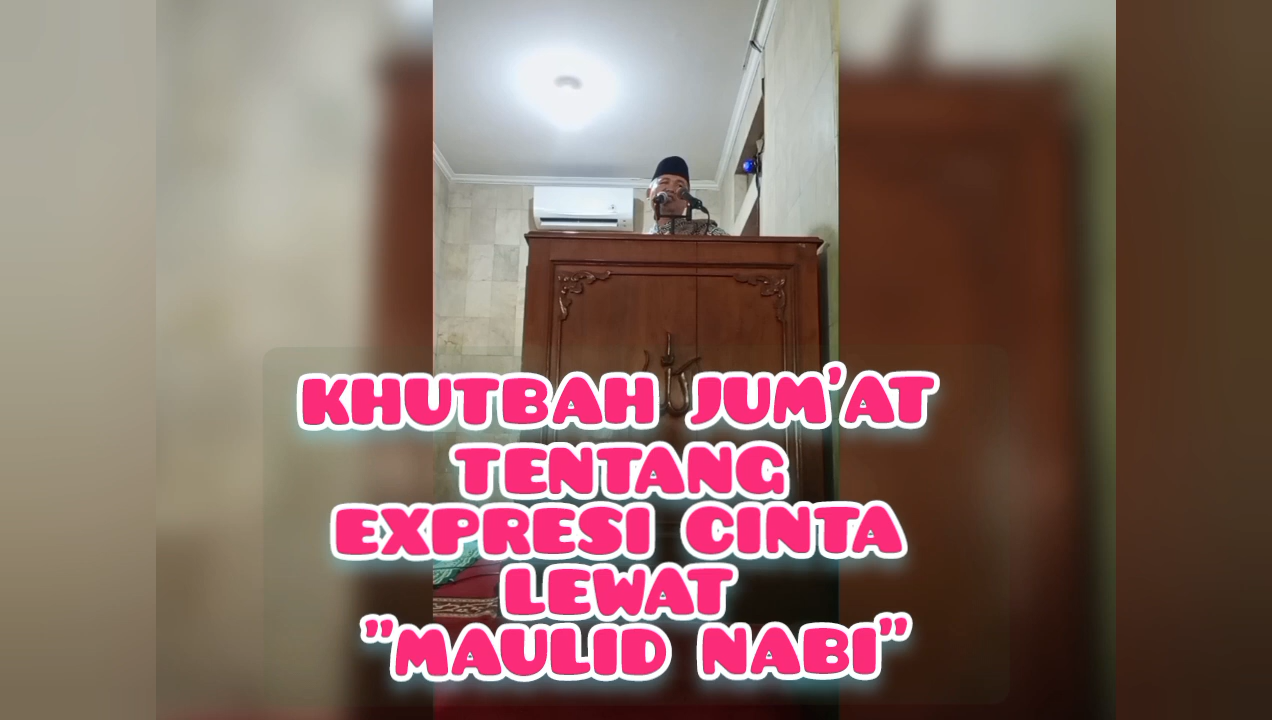 KHUTBAH JUM'AT
TENTANG
EXPRESI CINTA
LEWAT
"MAULID NABI"